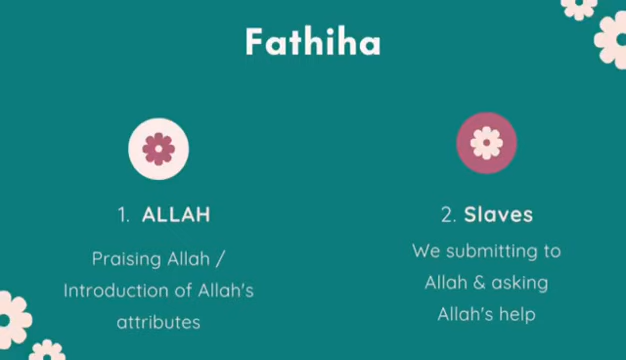 Fathiha
1. ALLAH
Praising Allah /
Introduction of Allah's
attributes
2. Slaves
We submitting to
Allah & asking
Allah's help